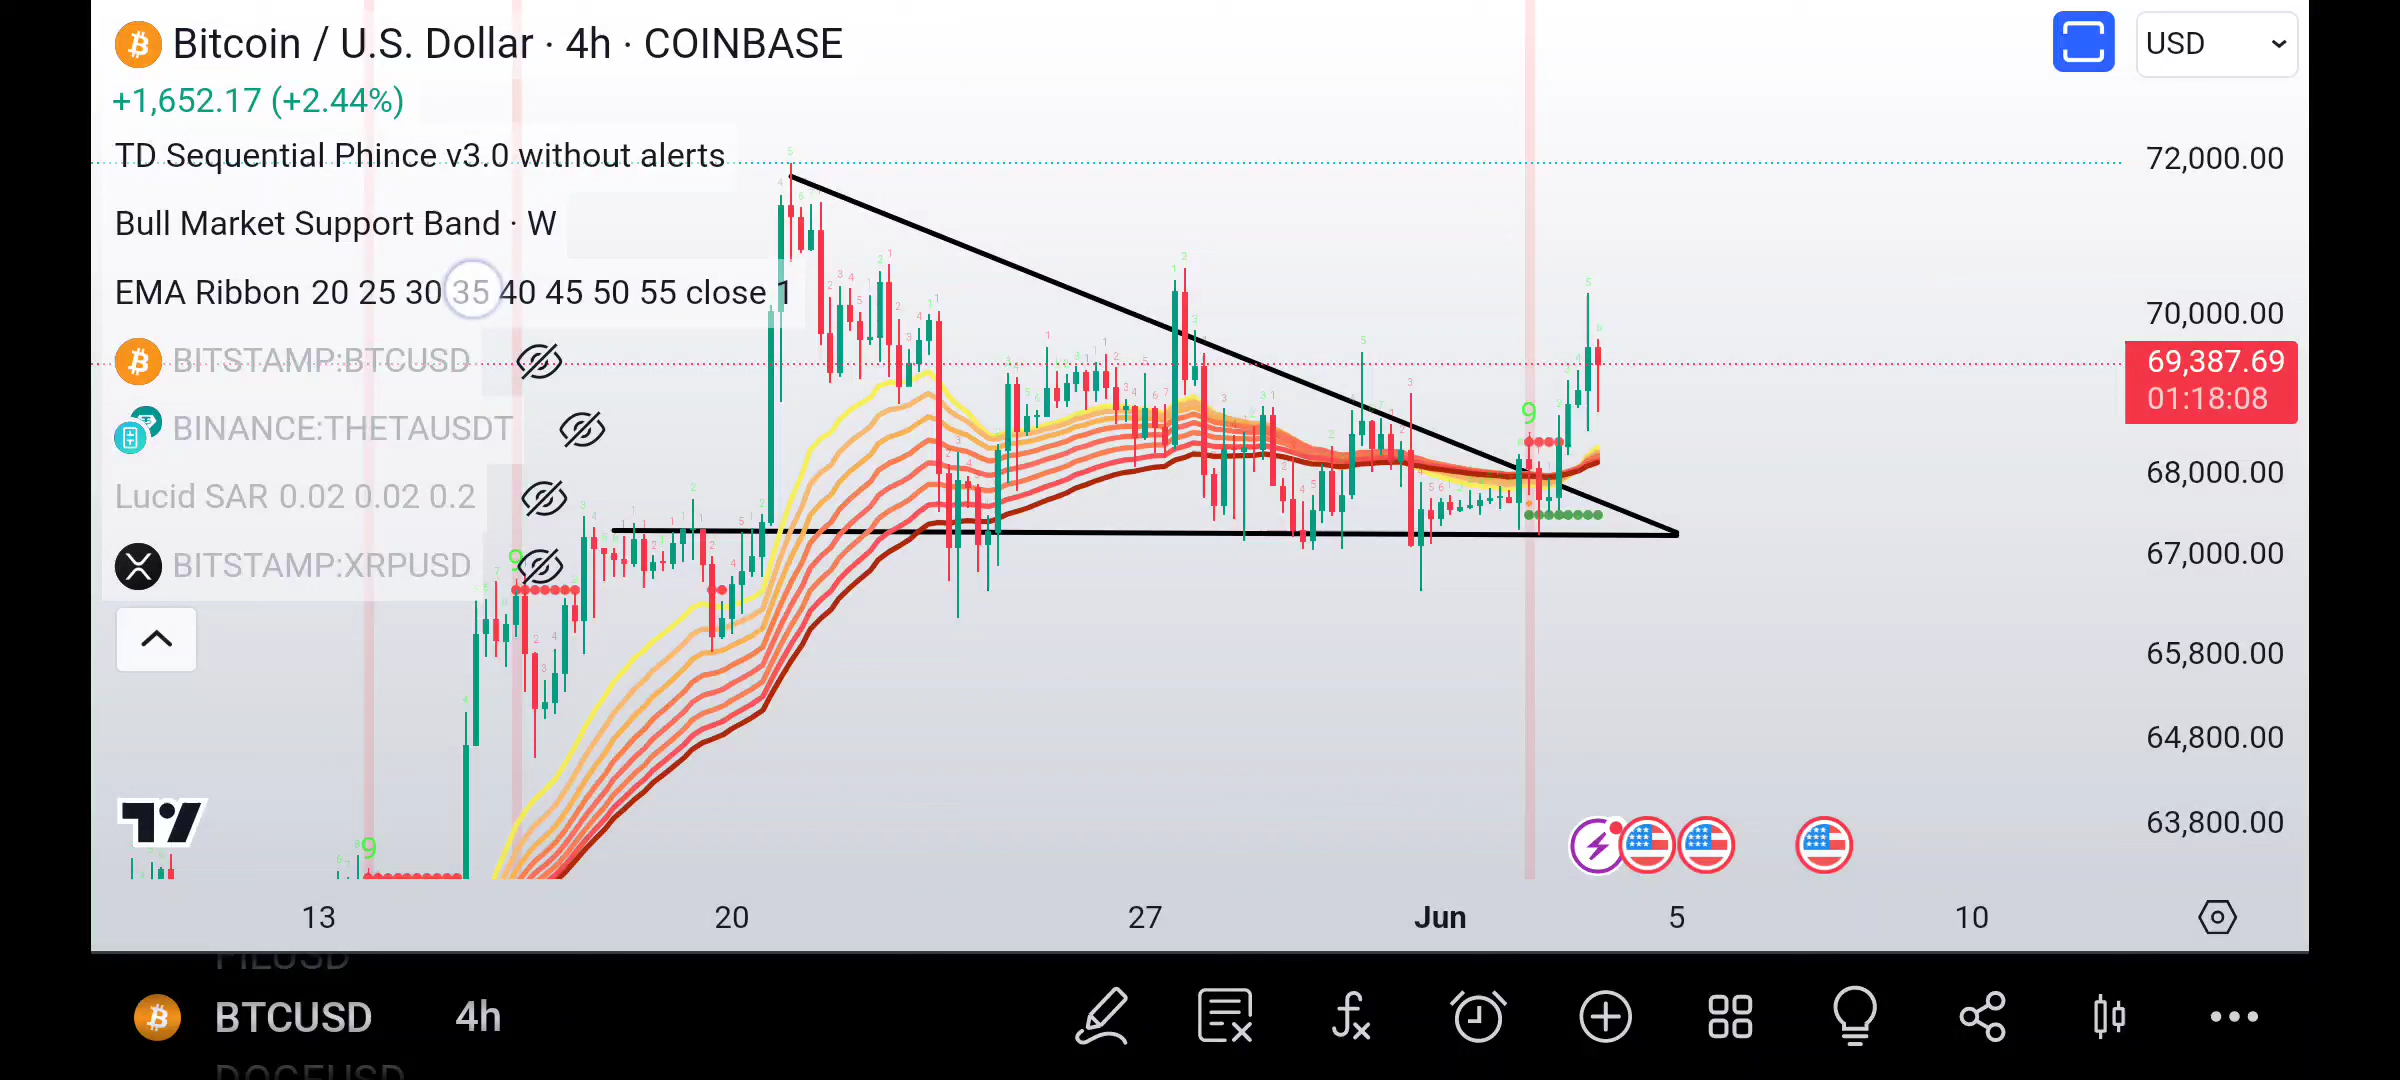 Bitcoin / U.S. Dollar · 4h · COINBASE
USD
+1,652.17 (+2.44%)
TD Sequential Phince v3.0 without alerts
Bull Market Support Band · W
EMA Ribbon 20 25 30 35 40 45 50 55 close 1
BITSTAMP:BTCUSD
BINANCE:THETAUSDT
Lucid SAR 0.02 0.02 0.2
BITSTAMP:XRPUSD
72,000.00
70,000.00
69,387.69
01:18:08
68,000.00
67,000.00
65,800.00
64,800.00
63,800.00
9
9
9
13 20 27 Jun 5 10
BTCUSD 4h